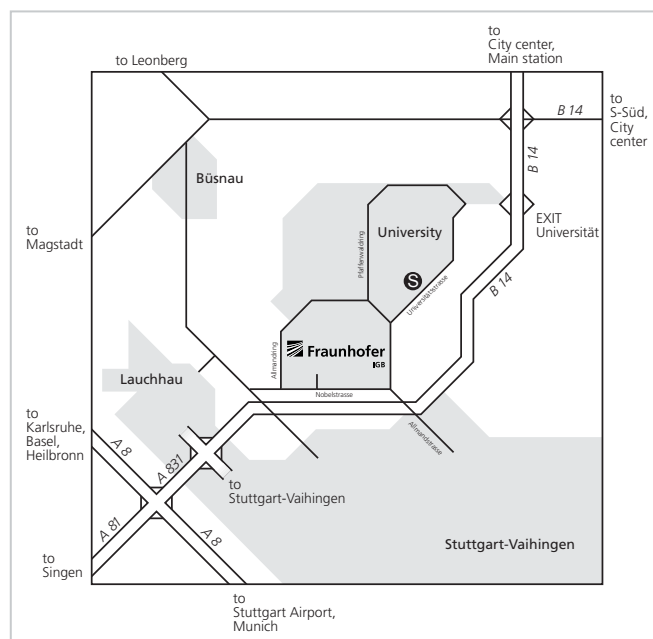 to
City center,
Main station
to Leonberg
to
S-Süd,
City
center
B 14
B 14
Büsnau
EXIT
Universität
University
to
Magstadt
Pfaffenwaldring
S
Universitätsstrasse
B 14
Allmandring
Fraunhofer
IGB
Lauchhau
Nobelstrasse
to
Karlsruhe,
Basel,
Heilbronn
Allmandstrasse
A 8
A 831
to
Stuttgart-Vaihingen
A 81
A 8
Stuttgart-Vaihingen
to
Singen
to
Stuttgart Airport,
Munich